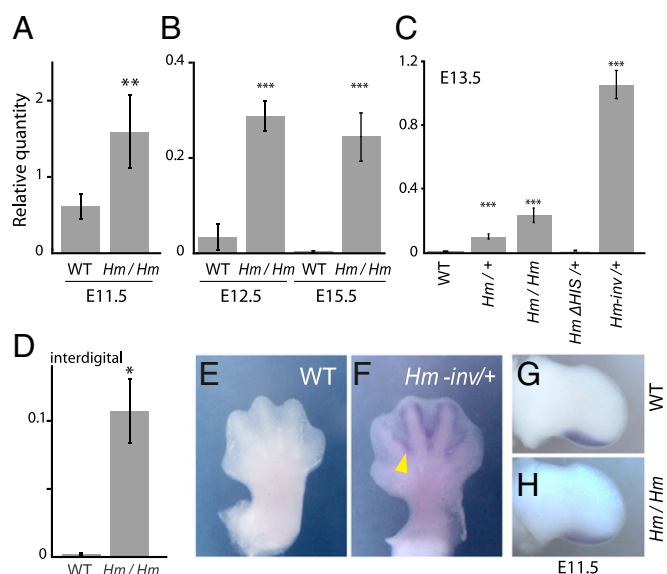 A
Relative quantity
2
1
0
**
WT Hm / Hm
E11.5
B
0.4
0.2
0
***
***
WT Hm / Hm WT Hm / Hm
E12.5 E15.5
C
E13.5
1.2
0.8
0.4
0
***
***
***
WT
Hm / +
Hm / Hm
Hm ΔHIS /+
Hm-inv /+
D
interdigital
0.1
0
*
WT Hm / Hm
E
WT
F
Hm -inv/+
G
WT
H
Hm / Hm
E11.5